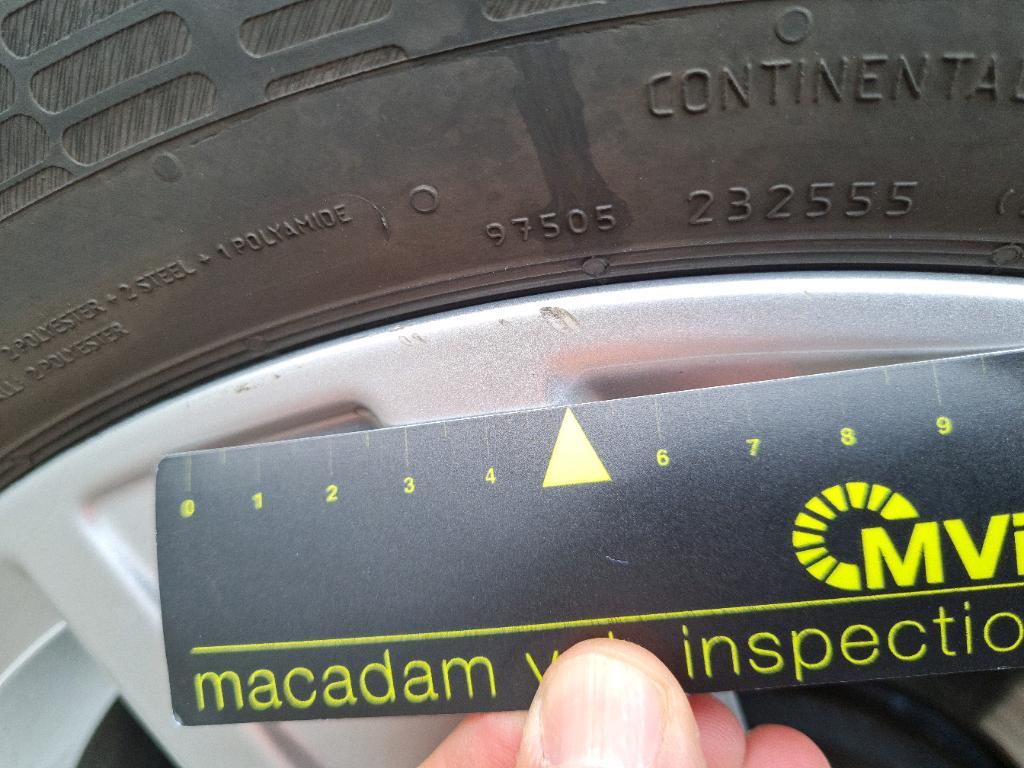 CONTINENTAL
97505 232555
2 POLYESTER + 2 STEEL + 1 POLYAMIDE
2 POLYESTER
0 1 2 3 4 6 7 8 9
MVi
macadam inspectio